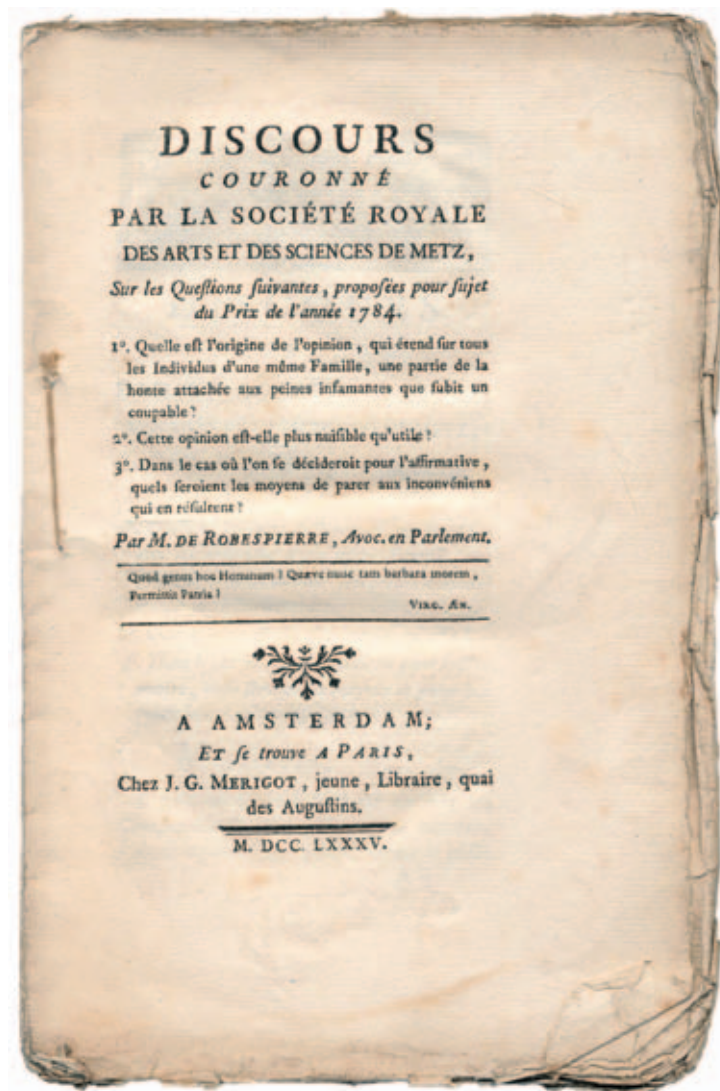 DISCOURS
COURONNÉ
PAR LA SOCIÉTÉ ROYALE
DES ARTS ET DES SCIENCES DE METZ,
Sur les Queſtions ſuivantes, propoſées pour ſujet
du Prix de l'année 1784.
1°. Quelle eſt l'origine de l'opinion, qui étend ſur tous
les Individus d'une même Famille, une partie de la
honte attachée aux peines infamantes que ſubit un
coupable?
2°. Cette opinion eſt-elle plus nuiſible qu'utile?
3°. Dans le cas où l'on ſe décideroit pour l'affirmative,
quels ſeroient les moyens de parer aux inconvéniens
qui en réſultent?
Par M. DE ROBESPIERRE, Avoc. en Parlement.
Quod genus hoc Hominum? Quæve hunc tam barbara morem,
Permittit Patria?
VIRG. ÆN.
A AMSTERDAM;
ET ſe trouve A PARIS,
Chez J. G. MERIGOT, jeune, Libraire, quai
des Auguſtins.
M. DCC. LXXXV.